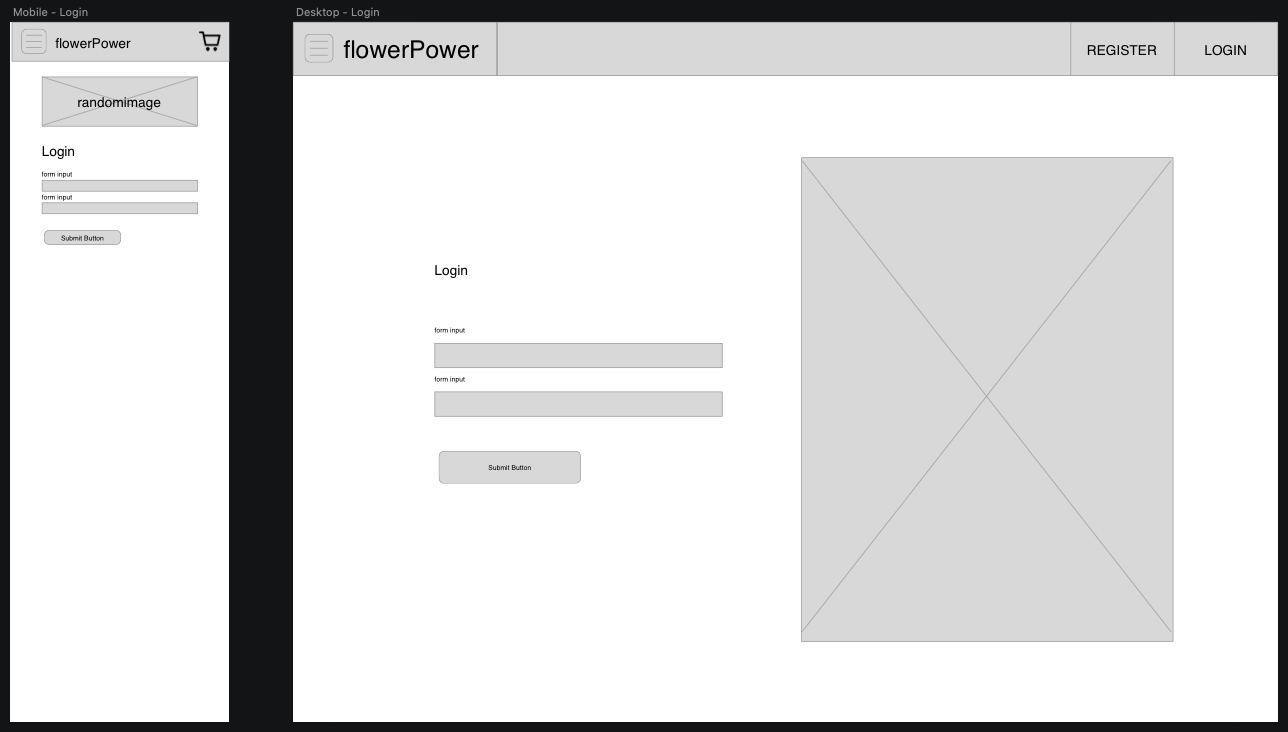 Mobile - Login
flowerPower
randomimage
Login
form input
form input
Submit Button
Desktop - Login
flowerPower
REGISTER
LOGIN
Login
form input
form input
Submit Button